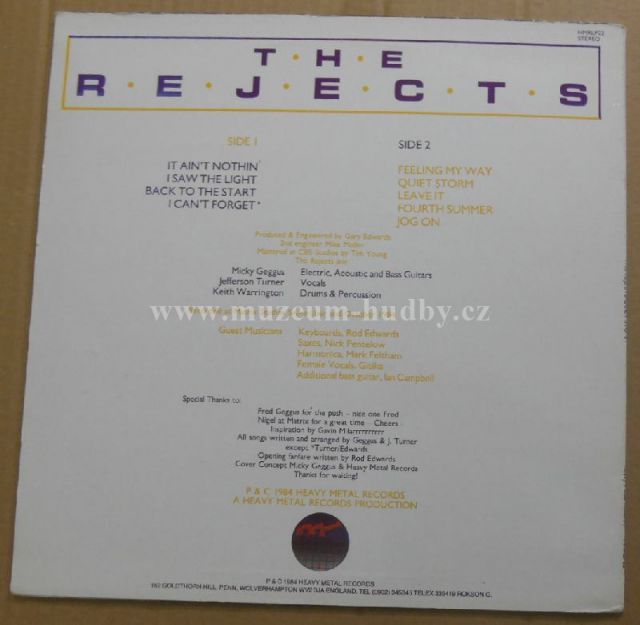 HMRLP22
STEREO
T·H·E
R·E·J·E·C·T·S
SIDE 1
IT AIN'T NOTHIN'
I SAW THE LIGHT
BACK TO THE START
I CAN'T FORGET*
SIDE 2
FEELING MY WAY
QUIET STORM
LEAVE IT
FOURTH SUMMER
JOG ON
Produced & Engineered by Gary Edwards
2nd engineer Mike Moller
Mastered at CBS Studios by Tim Young
The Rejects are
Micky Geggus Electric, Acoustic and Bass Guitars
Jefferson Turner Vocals
Keith Warrington Drums & Percussion
www.muzeum-hudby.cz
Guest Musicians Keyboards, Rod Edwards
Saxes, Nick Pentelow
Harmonica, Mark Feltham
Female Vocals, Gitika
Additional bass guitar, Ian Campbell
Special Thanks to:
Fred Geggus for the push – nice one Fred
Nigel at Matrix for a great time – Cheers
Inspiration by Gavin Milarrrrrrrrr
All songs written and arranged by Geggus & J. Turner
except *Turner/Edwards
Opening fanfare written by Rod Edwards
Cover Concept Micky Geggus & Heavy Metal Records
Thanks for waiting!
P & C 1984 HEAVY METAL RECORDS
A HEAVY METAL RECORDS PRODUCTION
P & C 1984 HEAVY METAL RECORDS
152 GOLDTHORN HILL, PENN, WOLVERHAMPTON WV2 3JA ENGLAND. TEL (0902) 345345 TELEX 335419 ROKSON G.